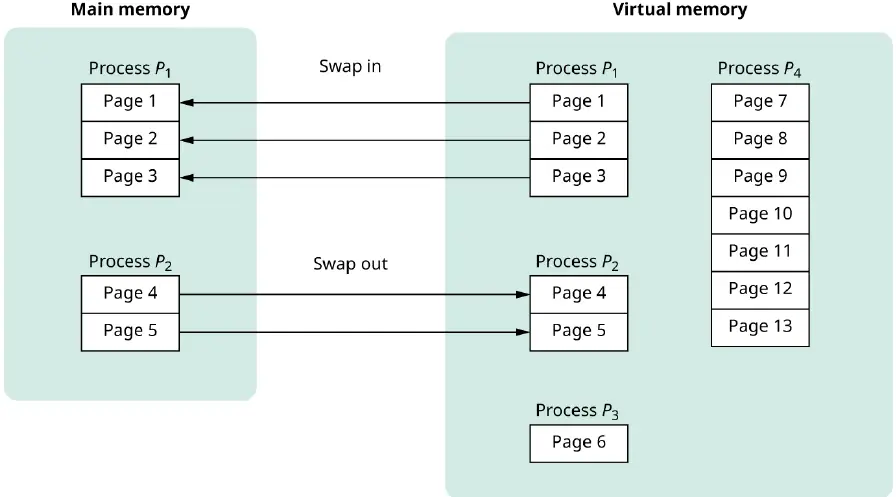 Main memory
Virtual memory
Process P1
Page 1
Page 2
Page 3
Swap in
Process P1
Page 1
Page 2
Page 3
Process P4
Page 7
Page 8
Page 9
Page 10
Page 11
Page 12
Page 13
Process P2
Page 4
Page 5
Swap out
Process P2
Page 4
Page 5
Process P3
Page 6